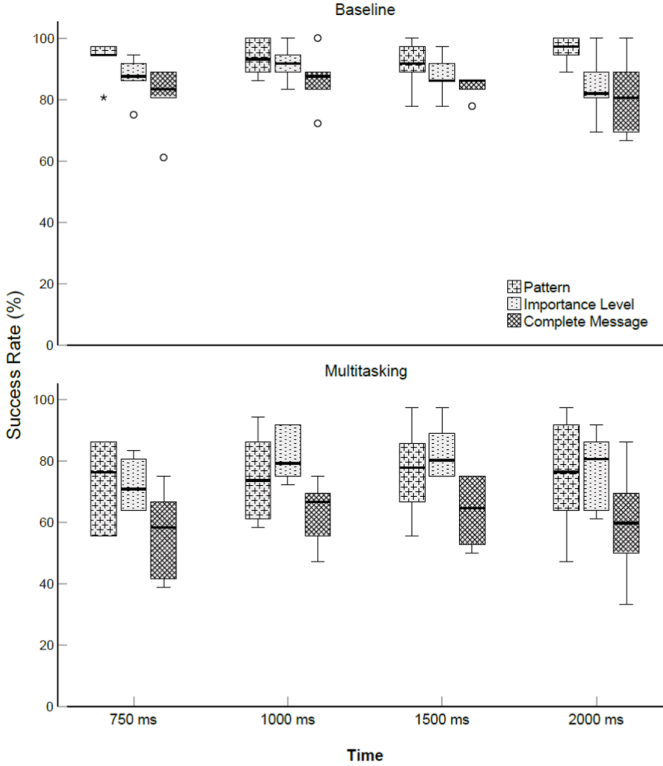 Baseline
100
80
60
40
20
0
Pattern
Importance Level
Complete Message
Success Rate (%)
Multitasking
100
80
60
40
20
0
750 ms 1000 ms 1500 ms 2000 ms
Time